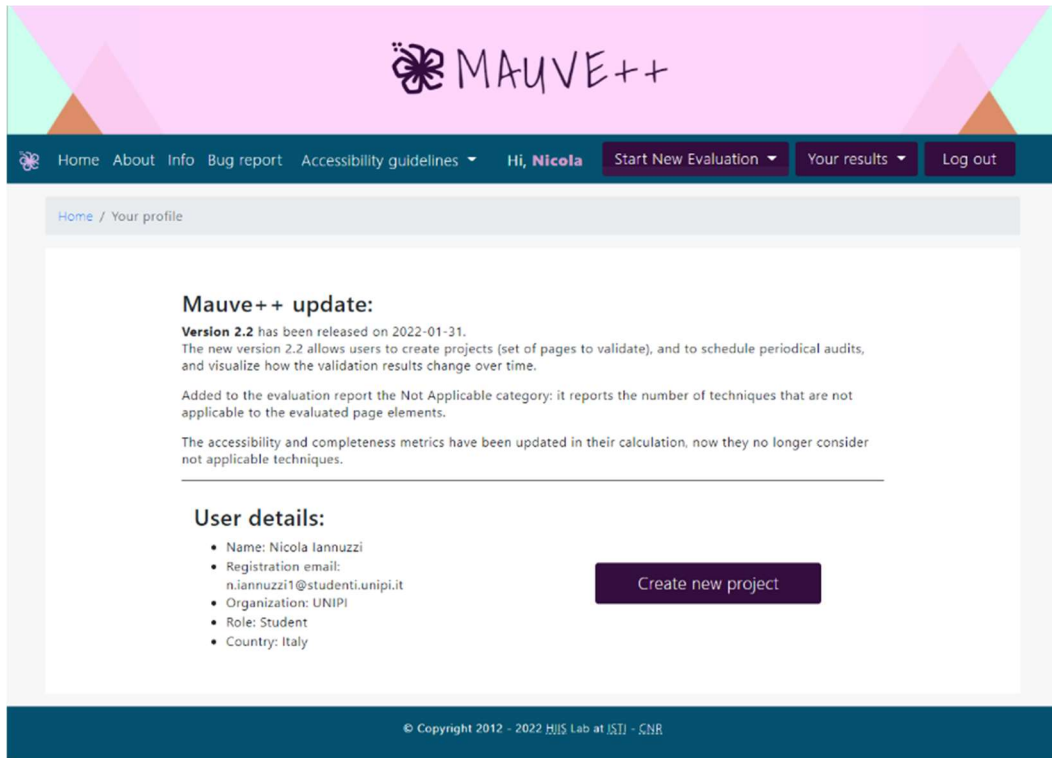 MAUVE++
Home About Info Bug report Accessibility guidelines Hi, Nicola Start New Evaluation Your results Log out
Home / Your profile
Mauve++ update:
Version 2.2 has been released on 2022-01-31.
The new version 2.2 allows users to create projects (set of pages to validate), and to schedule periodical audits,
and visualize how the validation results change over time.
Added to the evaluation report the Not Applicable category: it reports the number of techniques that are not
applicable to the evaluated page elements.
The accessibility and completeness metrics have been updated in their calculation, now they no longer consider
not applicable techniques.
User details:
• Name: Nicola Iannuzzi
• Registration email:
n.iannuzzi1@studenti.unipi.it
• Organization: UNIPI
• Role: Student
• Country: Italy
Create new project
© Copyright 2012 - 2022 HIIS Lab at ISTI - CNR